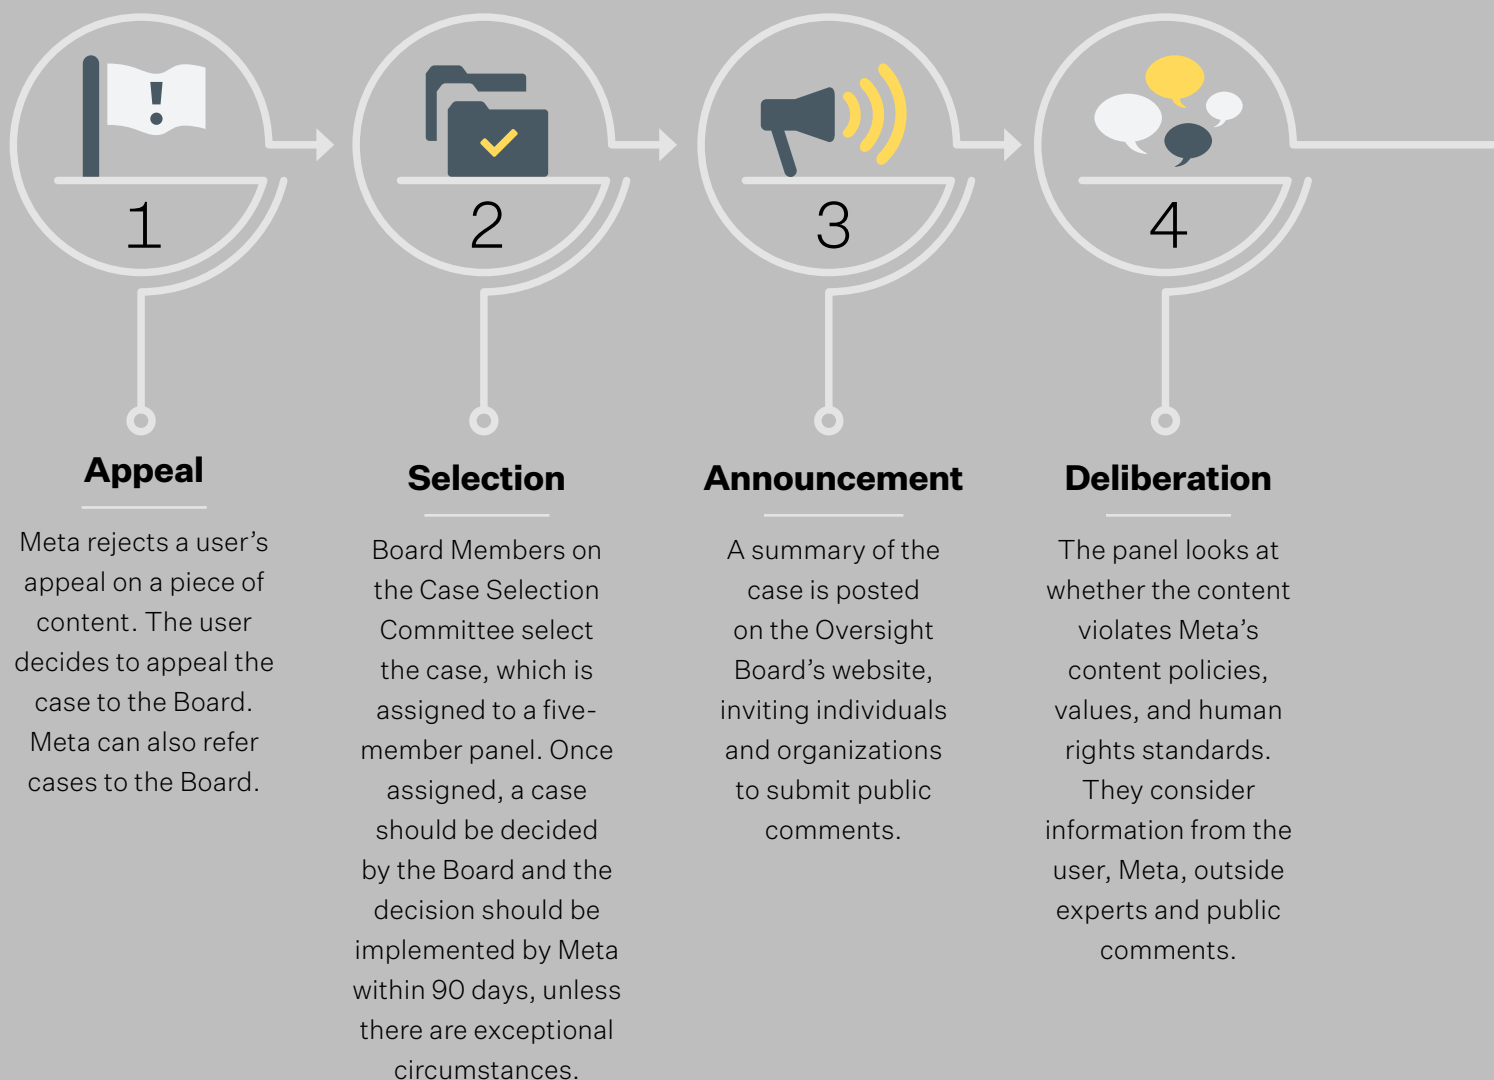 !
1
Appeal
Meta rejects a user’s
appeal on a piece of
content. The user
decides to appeal the
case to the Board.
Meta can also refer
cases to the Board.
2
Selection
Board Members on
the Case Selection
Committee select
the case, which is
assigned to a five-
member panel. Once
assigned, a case
should be decided
by the Board and the
decision should be
implemented by Meta
within 90 days, unless
there are exceptional
circumstances.
3
Announcement
A summary of the
case is posted
on the Oversight
Board’s website,
inviting individuals
and organizations
to submit public
comments.
4
Deliberation
The panel looks at
whether the content
violates Meta’s
content policies,
values, and human
rights standards.
They consider
information from the
user, Meta, outside
experts and public
comments.